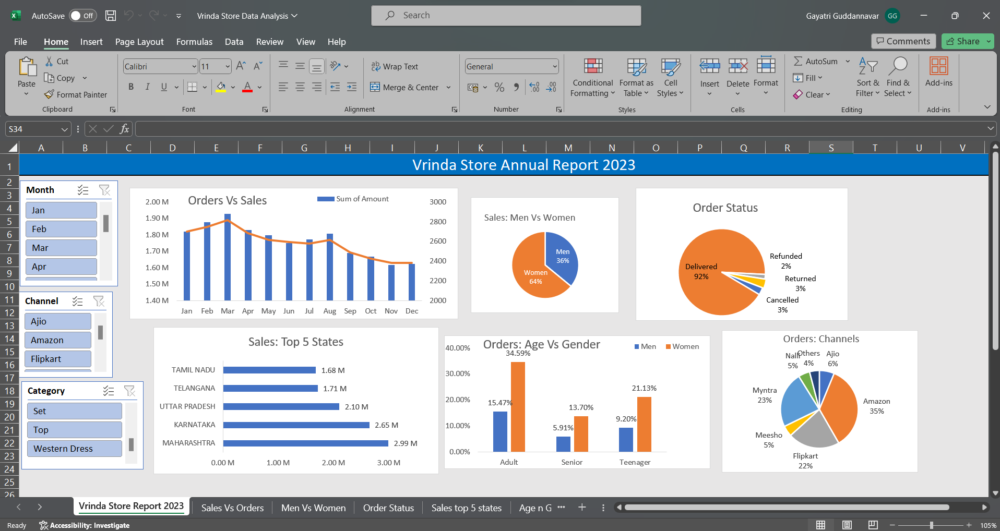 AutoSave Off Vrinda Store Data Analysis Search Gayatri Guddannavar GG
File Home Insert Page Layout Formulas Data Review View Help Comments Share
Paste
Cut
Copy
Format Painter
Clipboard
Calibri 11
B I U A
Font
ab Wrap Text
Merge & Center
Alignment
General
Number
Conditional Formatting
Format as Table
Cell Styles
Styles
Insert Delete Format
Cells
AutoSum
Fill
Clear
Sort & Filter
Find & Select
Editing
Add-ins
Add-ins
S34 fx
A B C D E F G H I J K L M N O P Q R S T U V
1
2
3
4
5
6
7
8
9
10
11
12
13
14
15
16
17
18
19
20
21
22
23
24
25
26
Vrinda Store Annual Report 2023
Month
Jan
Feb
Mar
Apr
Channel
Ajio
Amazon
Flipkart
Category
Set
Top
Western Dress
Orders Vs Sales
Sum of Amount
2.00 M
1.90 M
1.80 M
1.70 M
1.60 M
1.50 M
1.40 M
3000
2800
2600
2400
2200
2000
Jan Feb Mar Apr May Jun Jul Aug Sep Oct Nov Dec
Sales: Men Vs Women
Men
36%
Women
64%
Order Status
Delivered
92%
Refunded
2%
Returned
3%
Cancelled
3%
Sales: Top 5 States
TAMIL NADU 1.68 M
TELANGANA 1.71 M
UTTAR PRADESH 2.10 M
KARNATAKA 2.65 M
MAHARASHTRA 2.99 M
0.00 M 1.00 M 2.00 M 3.00 M
Orders: Age Vs Gender
Men Women
40.00%
30.00%
20.00%
10.00%
0.00%
15.47% 34.59%
5.91% 13.70%
9.20% 21.13%
Adult Senior Teenager
Orders: Channels
Nalli
5%
Others
4%
Ajio
6%
Myntra
23%
Amazon
35%
Meesho
5%
Flipkart
22%
Vrinda Store Report 2023 Sales Vs Orders Men Vs Women Order Status Sales top 5 states Age n G ...
Ready Accessibility: Investigate 105%